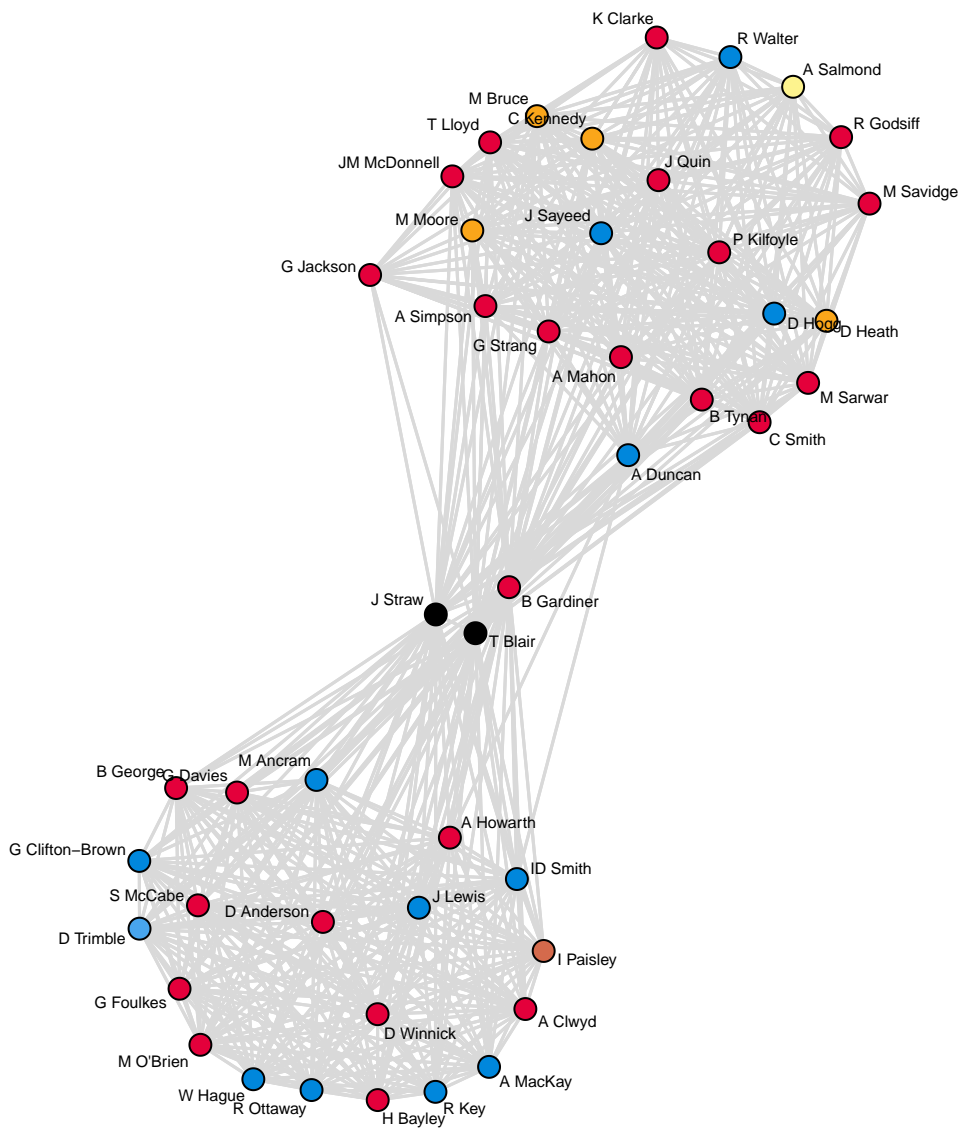 K Clarke
R Walter
A Salmond
M Bruce
C Kennedy
T Lloyd
R Godsiff
JM McDonnell
J Quin
M Savidge
M Moore
J Sayeed
P Kilfoyle
G Jackson
A Simpson
D Hogg
D Heath
G Strang
A Mahon
M Sarwar
B Tynan
C Smith
A Duncan
J Straw
B Gardiner
T Blair
M Ancram
B George
G Davies
A Howarth
G Clifton−Brown
ID Smith
S McCabe
J Lewis
D Anderson
D Trimble
I Paisley
G Foulkes
A Clwyd
D Winnick
M O'Brien
A MacKay
W Hague
R Ottaway
R Key
H Bayley